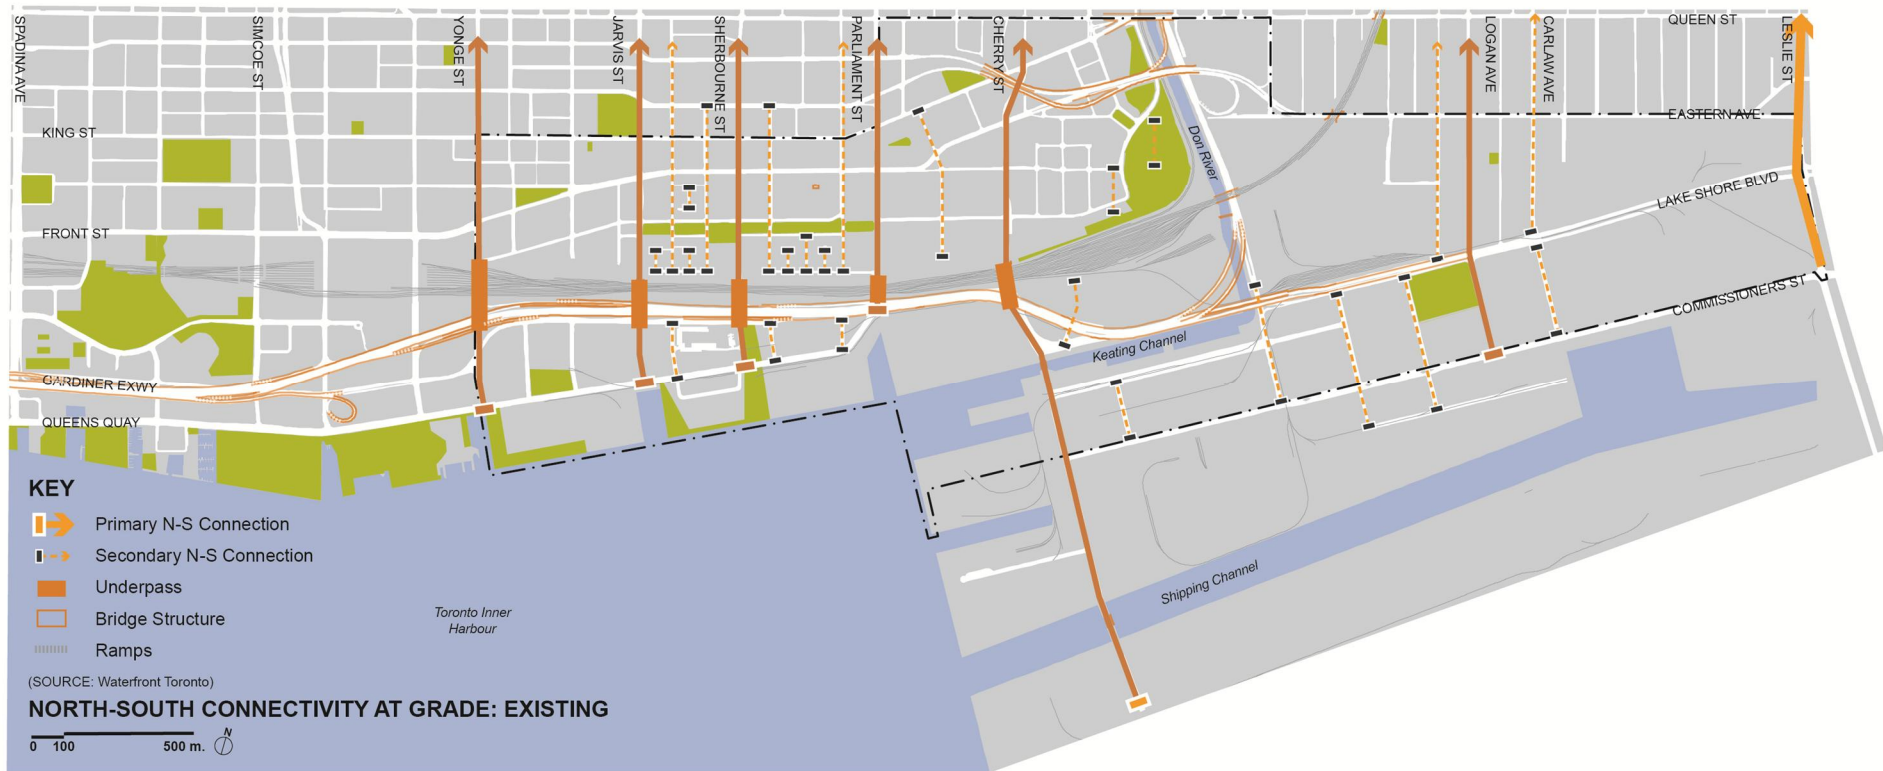 SPADINA AVE
SIMCOE ST
YONGE ST
JARVIS ST
SHERBOURNE ST
PARLIAMENT ST
CHERRY ST
LOGAN AVE
CARLAW AVE
QUEEN ST
LESLIE ST
KING ST
EASTERN AVE
Don River
LAKE SHORE BLVD
FRONT ST
COMMISSIONERS ST
Keating Channel
GARDINER EXWY
QUEENS QUAY
KEY
Primary N-S Connection
Secondary N-S Connection
Underpass
Bridge Structure
Ramps
Toronto Inner
Harbour
Shipping Channel
(SOURCE: Waterfront Toronto)
NORTH-SOUTH CONNECTIVITY AT GRADE: EXISTING
0 100 500 m.
N